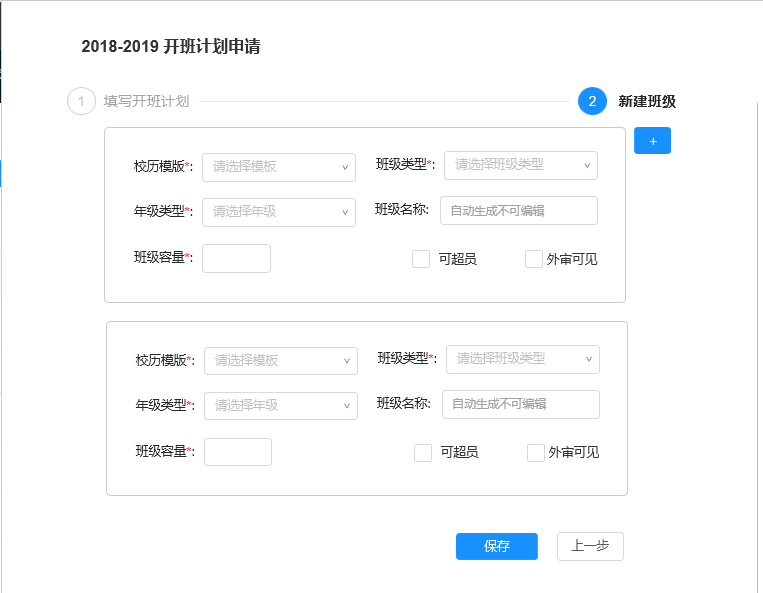 2018-2019 开班计划申请
1 填写开班计划 2 新建班级
+
校历模版*: 请选择模板 班级类型*: 请选择班级类型
年级类型*: 请选择年级 班级名称: 自动生成不可编辑
班级容量*: 可超员 外审可见
校历模版*: 请选择模板 班级类型*: 请选择班级类型
年级类型*: 请选择年级 班级名称: 自动生成不可编辑
班级容量*: 可超员 外审可见
保存 上一步